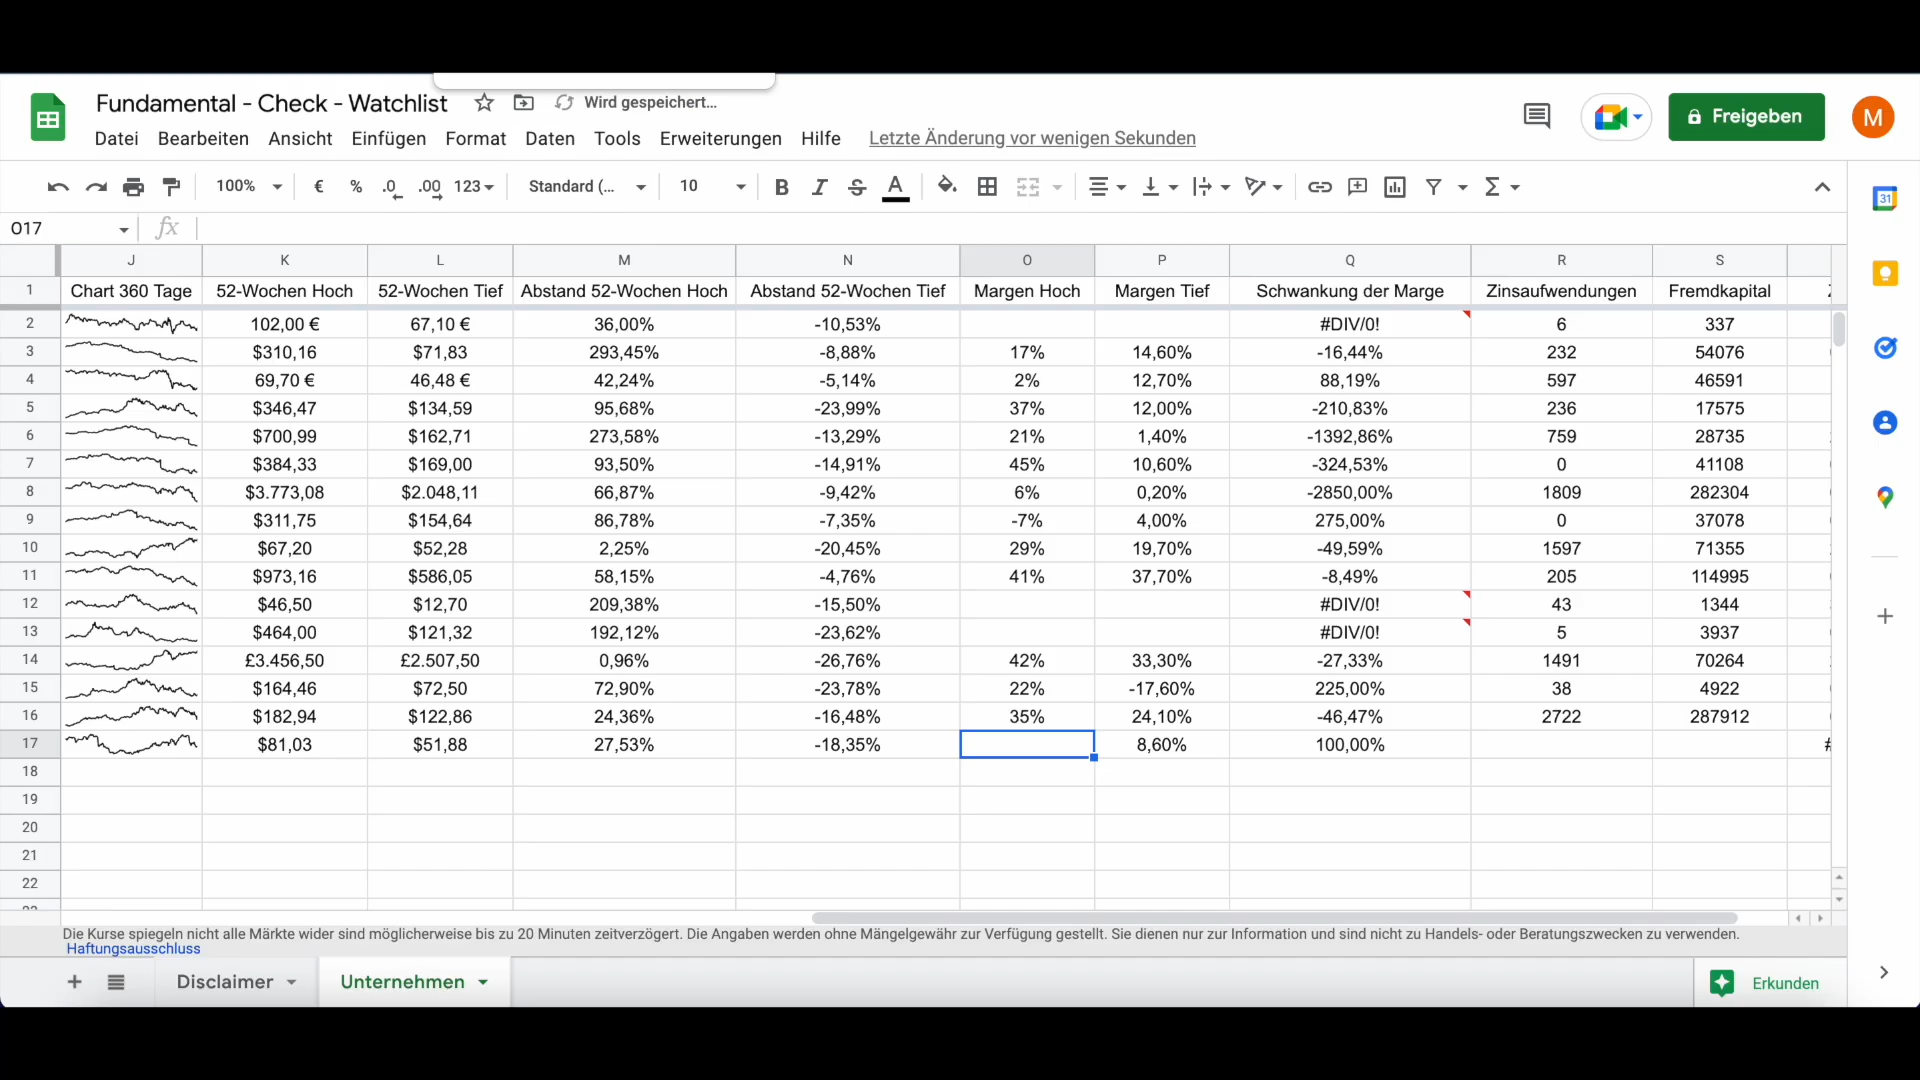 Fundamental - Check - Watchlist Wird gespeichert...
Datei Bearbeiten Ansicht Einfügen Format Daten Tools Erweiterungen Hilfe Letzte Änderung vor wenigen Sekunden
Freigeben
M
100% € % .0 .00 123 Standard (... 10 B I S A Σ
31
O17 fx
J K L M N O P Q R S
1 Chart 360 Tage 52-Wochen Hoch 52-Wochen Tief Abstand 52-Wochen Hoch Abstand 52-Wochen Tief Margen Hoch Margen Tief Schwankung der Marge Zinsaufwendungen Fremdkapital
2 102,00 € 67,10 € 36,00% -10,53% #DIV/0! 6 337
3 $310,16 $71,83 293,45% -8,88% 17% 14,60% -16,44% 232 54076
4 69,70 € 46,48 € 42,24% -5,14% 2% 12,70% 88,19% 597 46591
5 $346,47 $134,59 95,68% -23,99% 37% 12,00% -210,83% 236 17575
6 $700,99 $162,71 273,58% -13,29% 21% 1,40% -1392,86% 759 28735
7 $384,33 $169,00 93,50% -14,91% 45% 10,60% -324,53% 0 41108
8 $3.773,08 $2.048,11 66,87% -9,42% 6% 0,20% -2850,00% 1809 282304
9 $311,75 $154,64 86,78% -7,35% -7% 4,00% 275,00% 0 37078
10 $67,20 $52,28 2,25% -20,45% 29% 19,70% -49,59% 1597 71355
11 $973,16 $586,05 58,15% -4,76% 41% 37,70% -8,49% 205 114995
12 $46,50 $12,70 209,38% -15,50% #DIV/0! 43 1344
13 $464,00 $121,32 192,12% -23,62% #DIV/0! 5 3937
14 £3.456,50 £2.507,50 0,96% -26,76% 42% 33,30% -27,33% 1491 70264
15 $164,46 $72,50 72,90% -23,78% 22% -17,60% 225,00% 38 4922
16 $182,94 $122,86 24,36% -16,48% 35% 24,10% -46,47% 2722 287912
17 $81,03 $51,88 27,53% -18,35% 8,60% 100,00% #
18
19
20
21
22
Die Kurse spiegeln nicht alle Märkte wider sind möglicherweise bis zu 20 Minuten zeitverzögert. Die Angaben werden ohne Mängelgewähr zur Verfügung gestellt. Sie dienen nur zur Information und sind nicht zu Handels- oder Beratungszwecken zu verwenden.
Haftungsausschluss
Disclaimer Unternehmen Erkunden